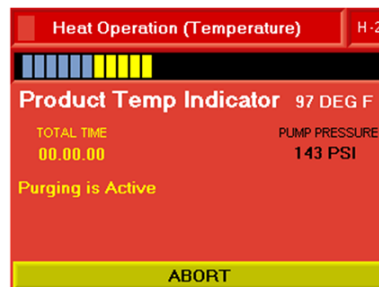 Heat Operation (Temperature) H-2
Product Temp Indicator 97 DEG F
TOTAL TIME PUMP PRESSURE
00.00.00 143 PSI
Purging is Active
ABORT